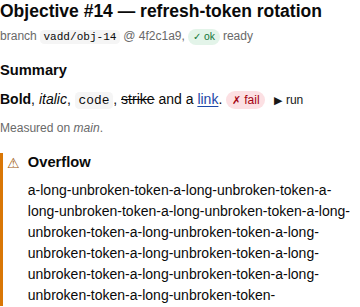 Objective #14 — refresh-token rotation
branch vadd/obj-14 @ 4f2c1a9, ✓ ok ready
Summary
Bold, italic, code, strike and a link. ✗ fail ▶ run
Measured on main.
⚠ Overflow
a-long-unbroken-token-a-long-unbroken-token-a-
long-unbroken-token-a-long-unbroken-token-a-long-
unbroken-token-a-long-unbroken-token-a-long-
unbroken-token-a-long-unbroken-token-a-long-
unbroken-token-a-long-unbroken-token-a-long-
unbroken-token-a-long-unbroken-token-